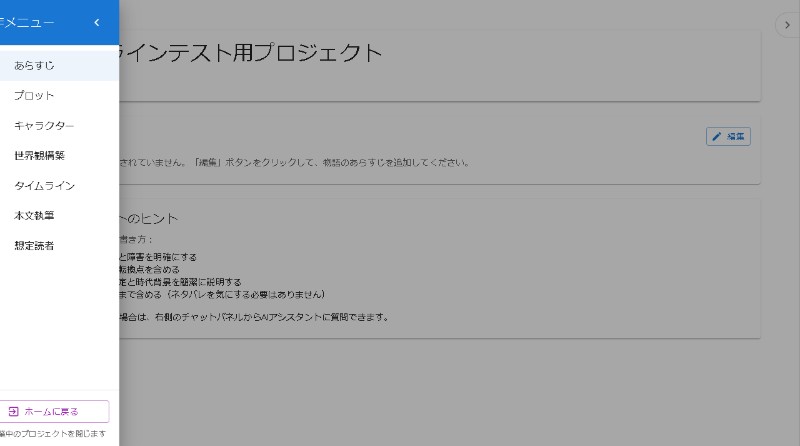 メニュー
あらすじ
プロット
キャラクター
世界観構築
タイムライン
本文執筆
想定読者
ホームに戻る
業中のプロジェクトを閉じます
ラインテスト用プロジェクト
編集
されていません。「編集」ボタンをクリックして、物語のあらすじを追加してください。
トのヒント
書き方：
と障害を明確にする
転換点を含める
定と時代背景を簡潔に説明する
まで含める（ネタバレを気にする必要はありません）
場合は、右側のチャットパネルからAIアシスタントに質問できます。